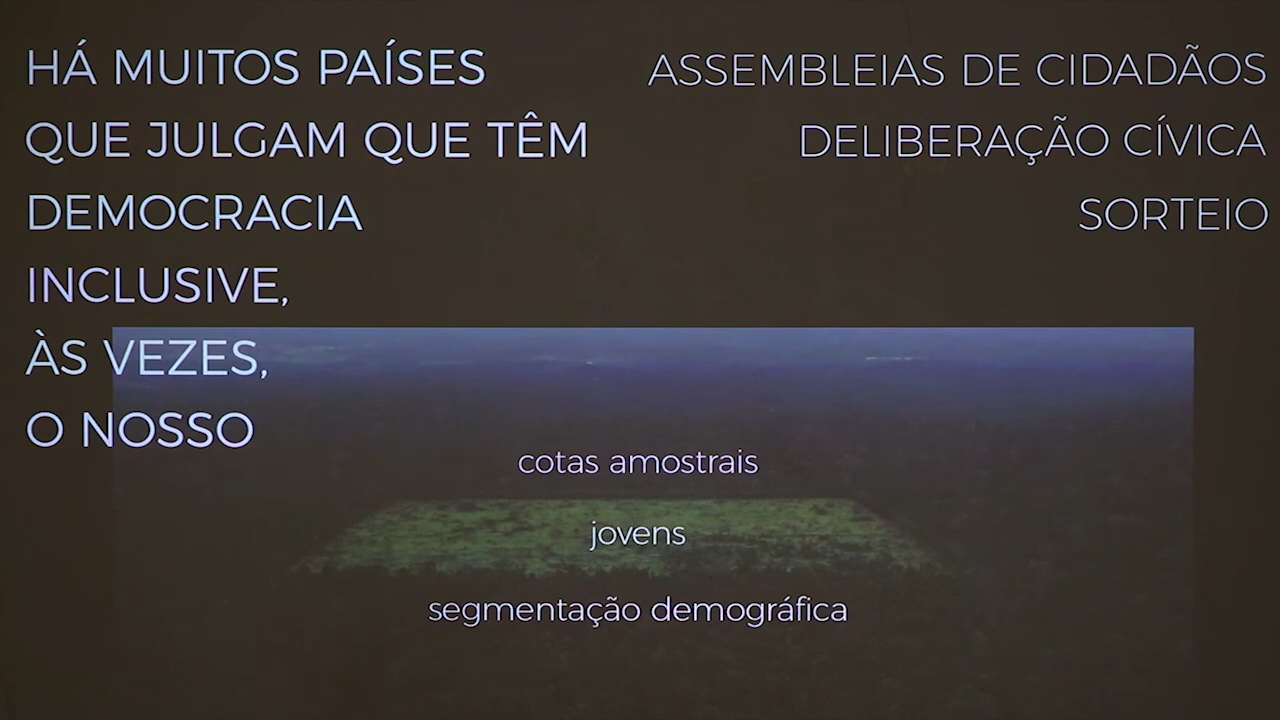 HÁ MUITOS PAÍSES
QUE JULGAM QUE TÊM
DEMOCRACIA
INCLUSIVE,
ÀS VEZES,
O NOSSO
ASSEMBLEIAS DE CIDADÃOS
DELIBERAÇÃO CÍVICA
SORTEIO
cotas amostrais
jovens
segmentação demográfica